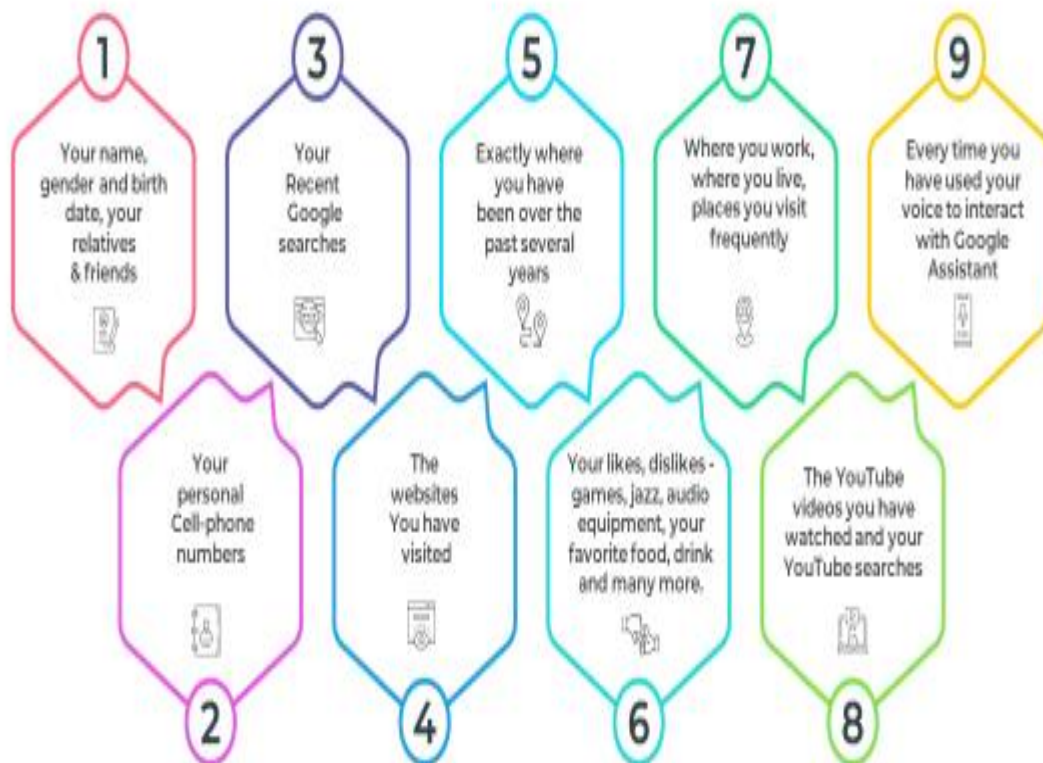 1
Your name,
gender and birth
date, your
relatives
& friends
2
Your
personal
Cell-phone
numbers
3
Your
Recent
Google
searches
4
The
websites
You have
visited
5
Exactly where
you have
been over the
past several
years
6
Your likes, dislikes -
games, jazz, audio
equipment, your
favorite food, drink
and many more.
7
Where you work,
where you live,
places you visit
frequently
8
The YouTube
videos you have
watched and your
YouTube searches
9
Every time you
have used your
voice to interact
with Google
Assistant